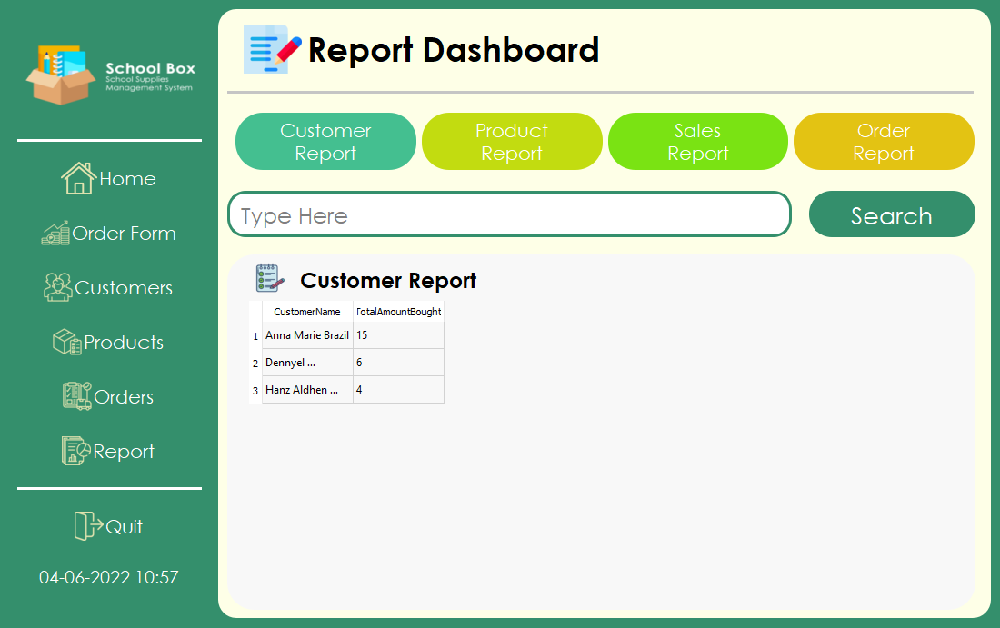 School Box
School Supplies
Management System
Home
Order Form
Customers
Products
Orders
Report
Quit
04-06-2022 10:57
Report Dashboard
Customer
Report
Product
Report
Sales
Report
Order
Report
Type Here
Search
Customer Report
CustomerName TotalAmountBought
1 Anna Marie Brazil 15
2 Dennyel ... 6
3 Hanz Aldhen ... 4